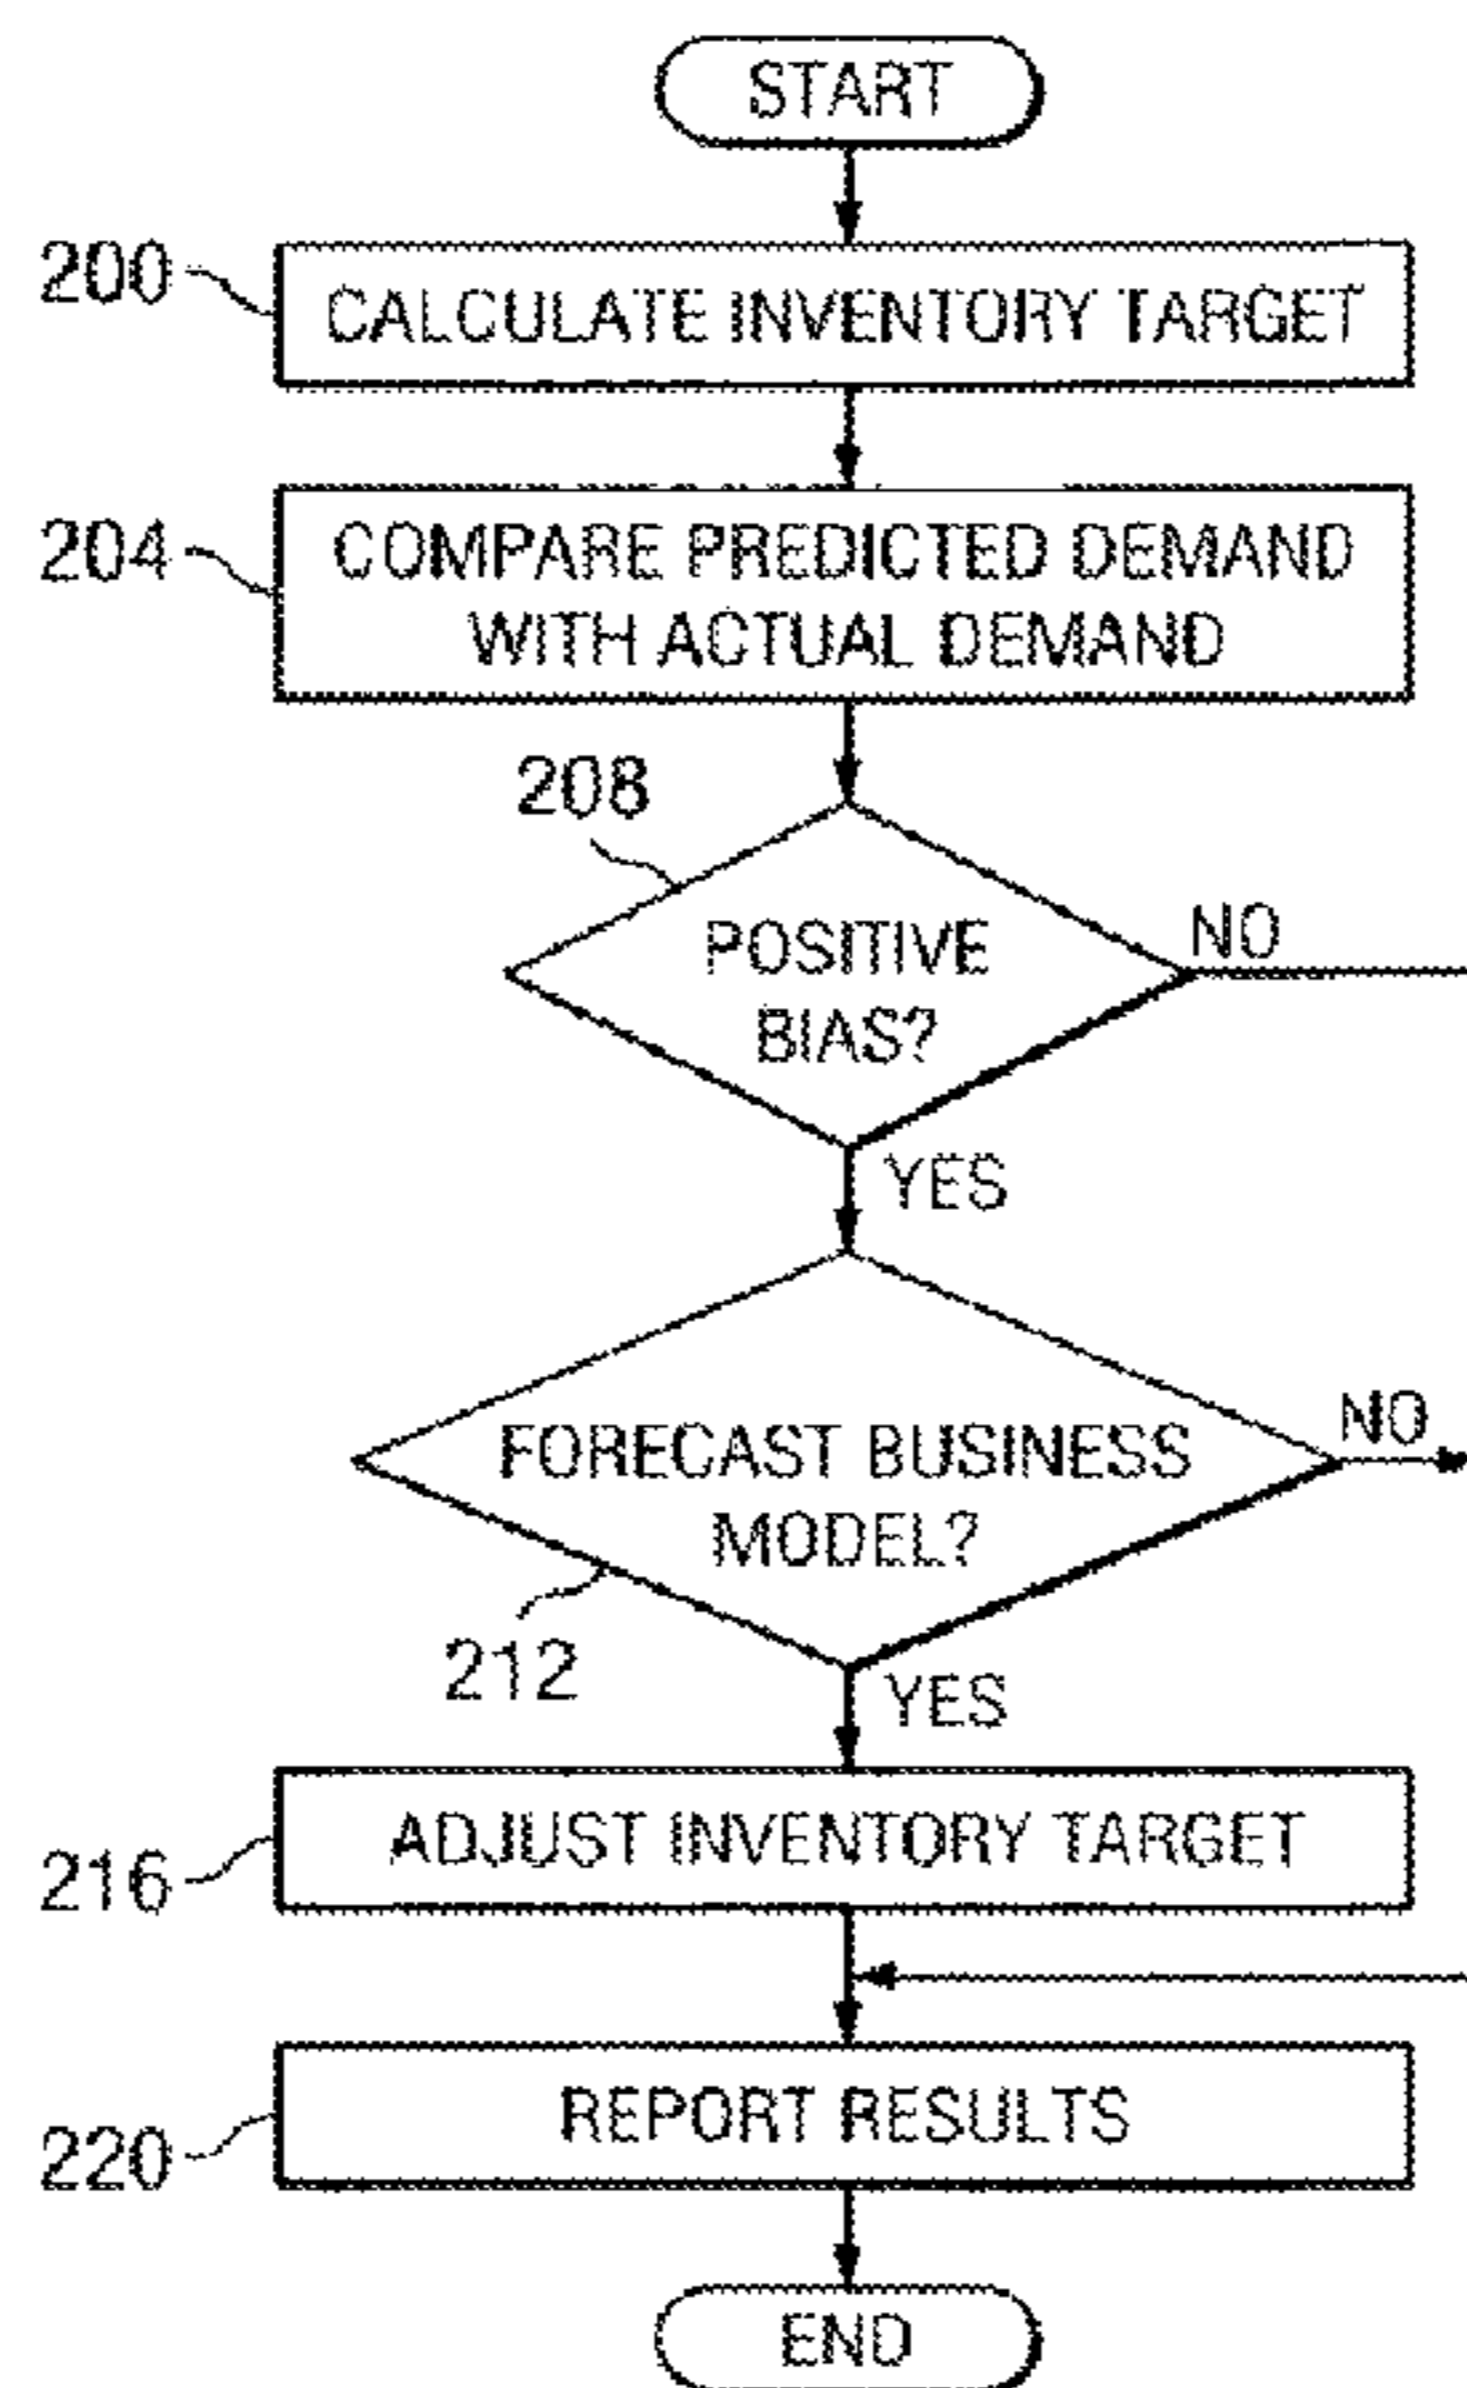 START
200
CALCULATE INVENTORY TARGET
204
COMPARE PREDICTED DEMAND
WITH ACTUAL DEMAND
208
POSITIVE
BIAS?
NO
YES
FORECAST BUSINESS
MODEL?
NO
212
YES
216
ADJUST INVENTORY TARGET
220
REPORT RESULTS
END